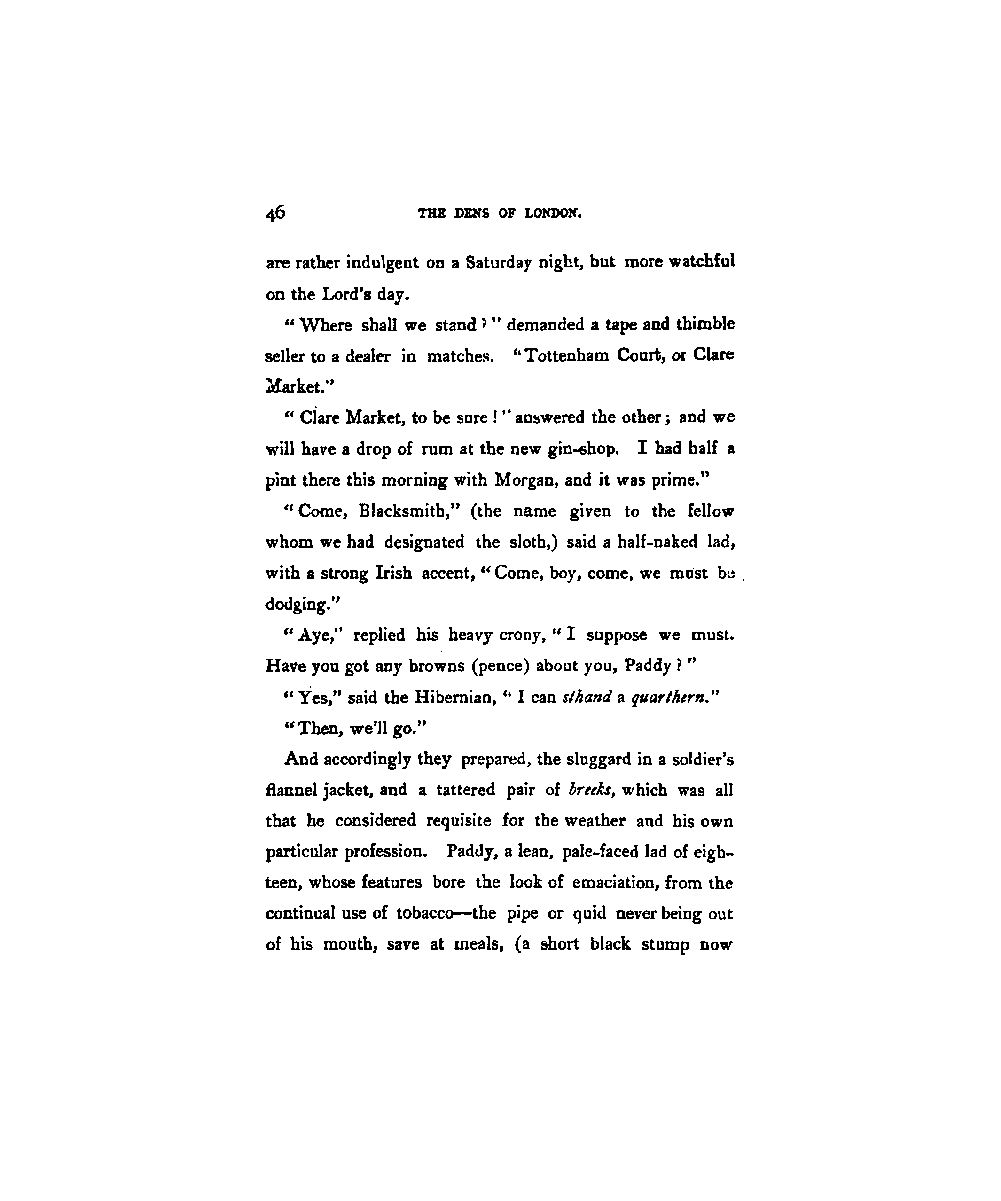 46 THE DENS OF LONDON.
are rather indulgent on a Saturday night, but more watchful
on the Lord's day.
"Where shall we stand?" demanded a tape and thimble
seller to a dealer in matches. "Tottenham Court, or Clare
Market."
"Clare Market, to be sure!" answered the other; and we
will have a drop of rum at the new gin-shop. I had half a
pint there this morning with Morgan, and it was prime."
"Come, Blacksmith," (the name given to the fellow
whom we had designated the sloth,) said a half-naked lad,
with a strong Irish accent, "Come, boy, come, we must be
dodging."
"Aye," replied his heavy crony, "I suppose we must.
Have you got any browns (pence) about you, Paddy?"
"Yes," said the Hibernian, "I can sthand a quarthern."
"Then, we'll go."
And accordingly they prepared, the sluggard in a soldier's
flannel jacket, and a tattered pair of breeks, which was all
that he considered requisite for the weather and his own
particular profession. Paddy, a lean, pale-faced lad of eigh-
teen, whose features bore the look of emaciation, from the
continual use of tobacco—the pipe or quid never being out
of his mouth, save at meals, (a short black stump now